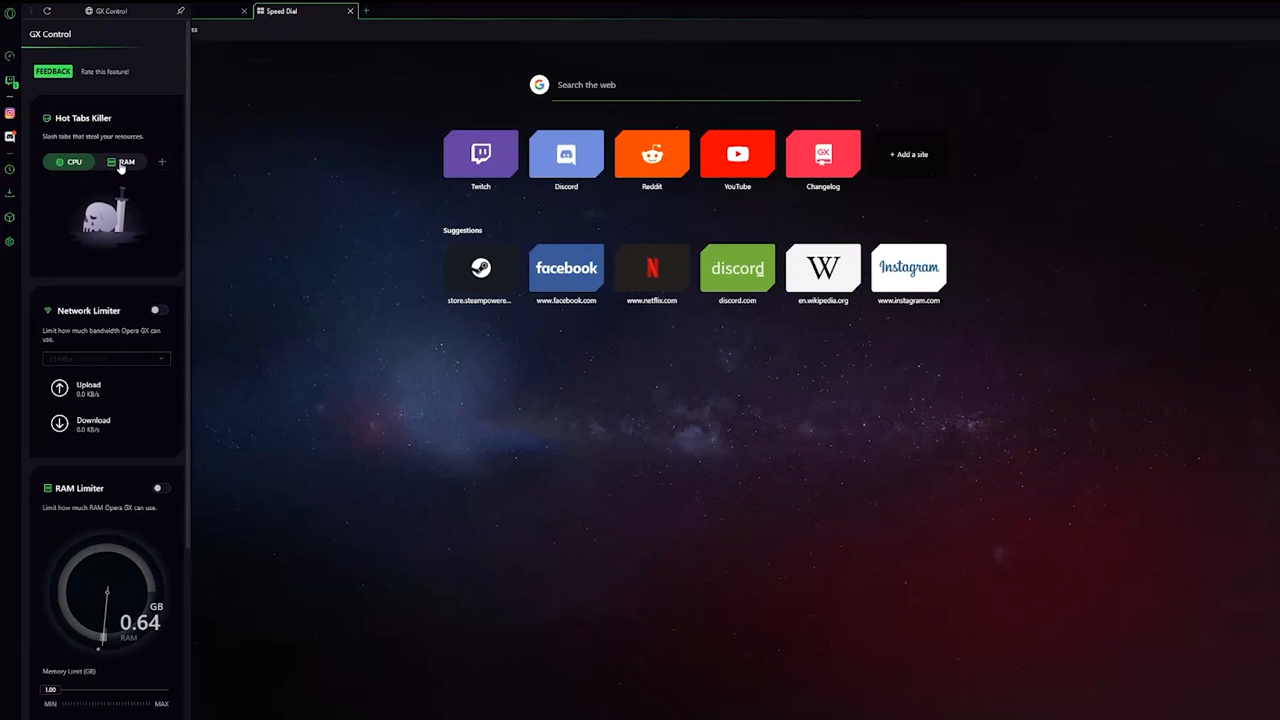 GX Control
Speed Dial
ss
GX Control
FEEDBACK
Rate this feature!
Hot Tabs Killer
Slash tabs that steal your resources.
CPU
RAM
Network Limiter
Limit how much bandwidth Opera GX can
use.
Upload
0.0 KB/s
Download
0.0 KB/s
RAM Limiter
Limit how much RAM Opera GX can use.
GB
0.64
RAM
Memory Limit (GB)
1.00
MIN
MAX
Search the web
GX
+ Add a site
Twitch
Discord
Reddit
YouTube
Changelog
Suggestions
facebook
N
discord
W
Instagram
store.steampowere...
www.facebook.com
www.netflix.com
discord.com
en.wikipedia.org
www.instagram.com